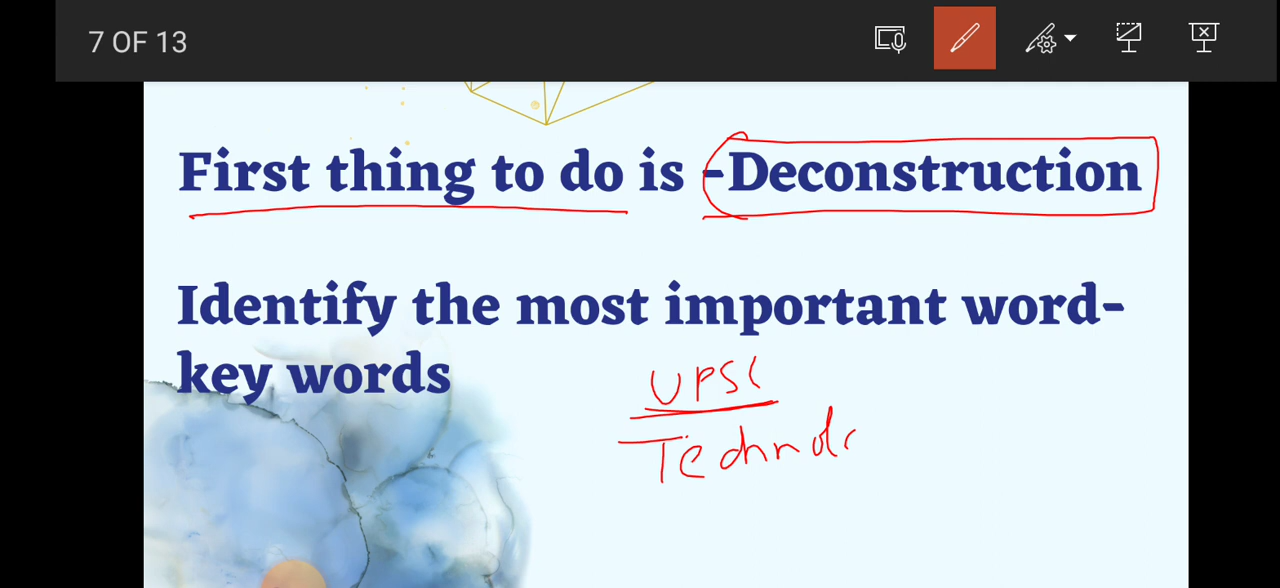 7 OF 13
First thing to do is -Deconstruction
Identify the most important word-
key words
UPSC